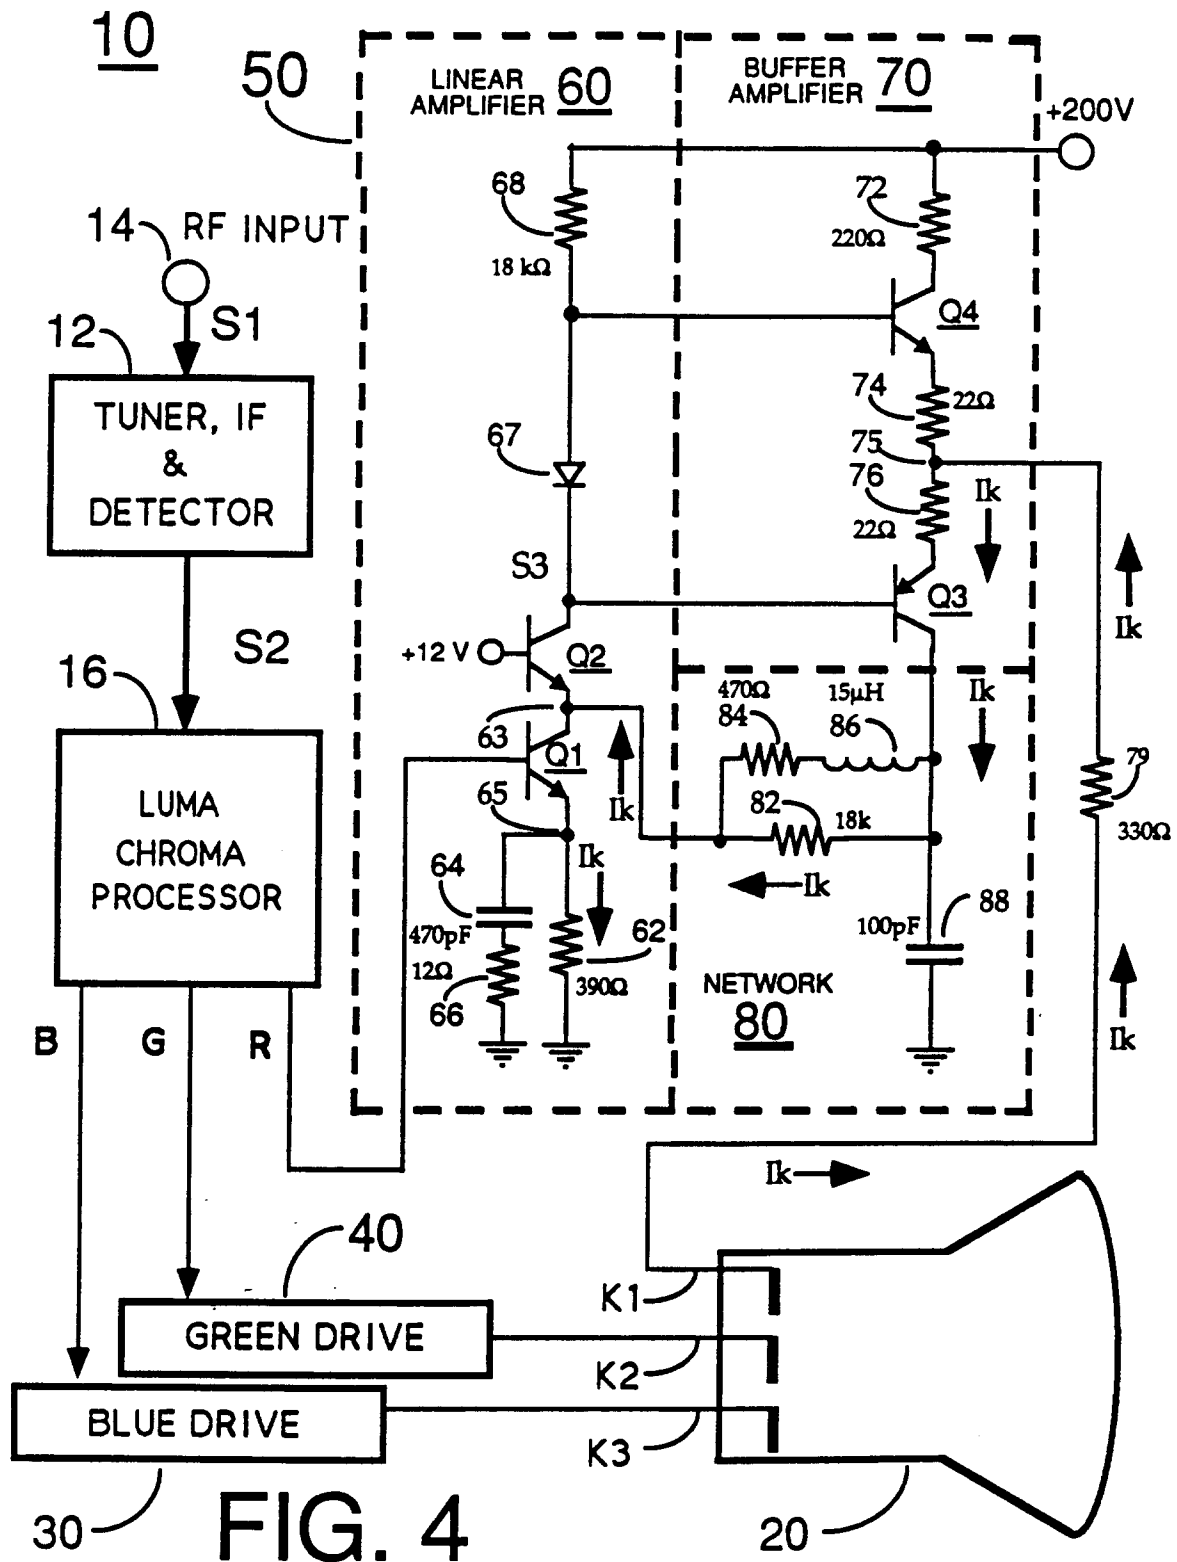 10
50
LINEAR
AMPLIFIER 60
BUFFER
AMPLIFIER 70
+200V
68
18 kΩ
72
220Ω
14
RF INPUT
S1
12
TUNER, IF
&
DETECTOR
Q4
74
22Ω
75
67
76
22Ω
Ik
S3
Q3
Ik
S2
+12 V
Q2
16
63
Q1
470Ω
84
15µH
86
Ik
LUMA
CHROMA
PROCESSOR
65
Ik
82
18k
79
330Ω
64
470pF
Ik
62
Ik
12Ω
66
390Ω
100pF
88
NETWORK
80
Ik
B
G
R
Ik
40
GREEN DRIVE
K1
K2
BLUE DRIVE
K3
30
FIG. 4
20